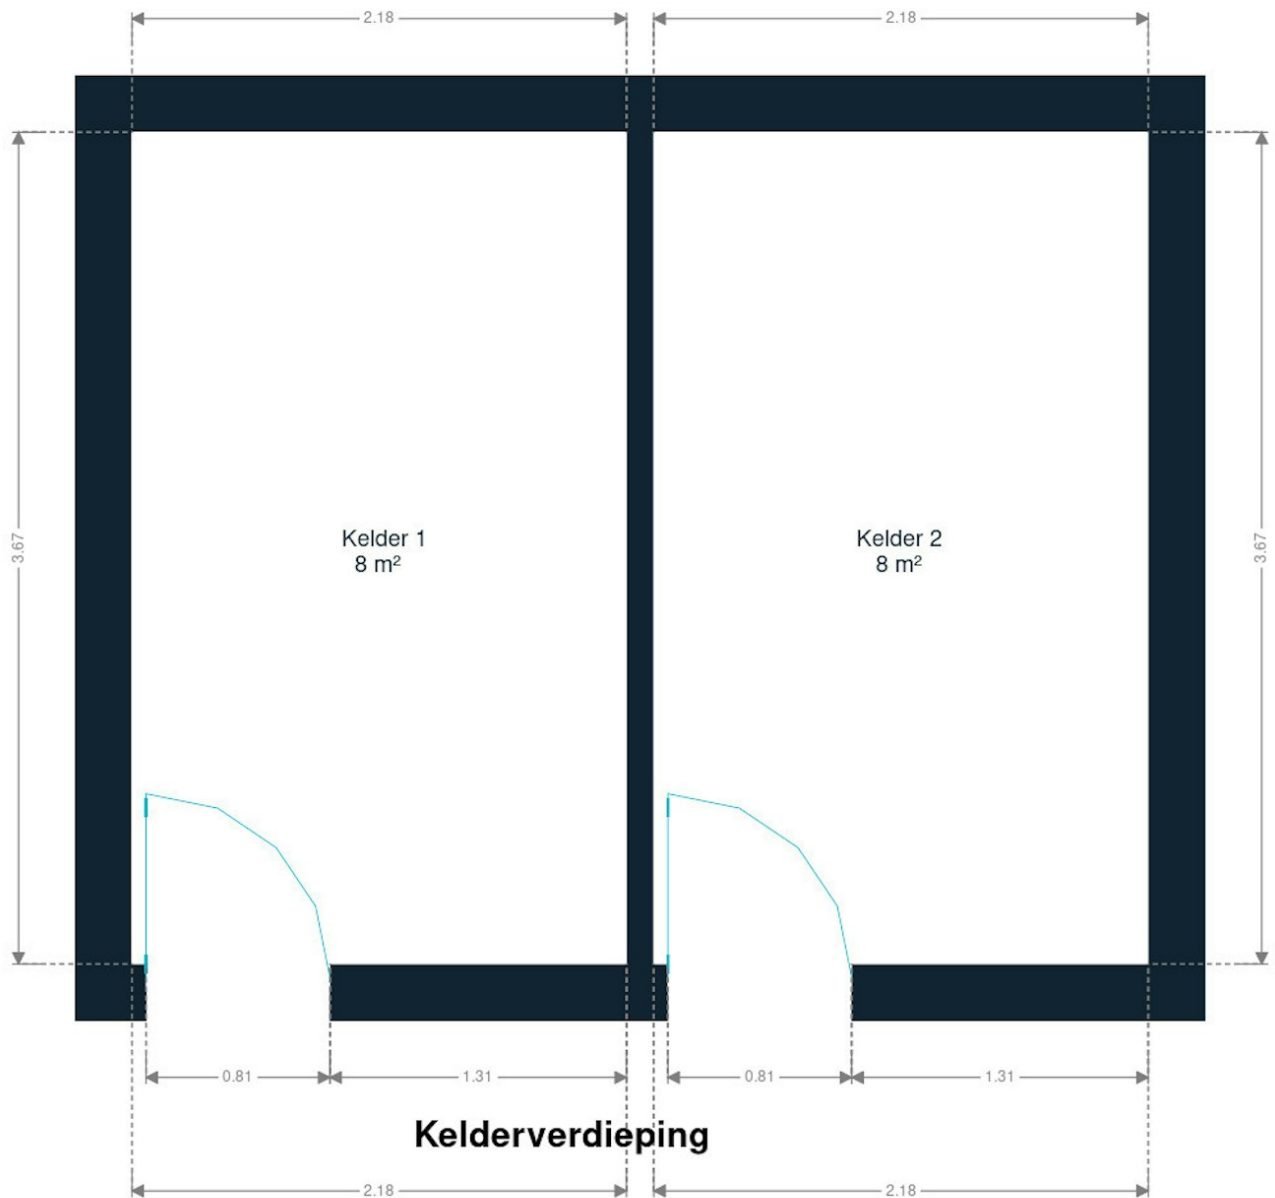 2.18 2.18
3.67 3.67
Kelder 1
8 m²
Kelder 2
8 m²
0.81 1.31 0.81 1.31
Kelderverdieping
2.18 2.18